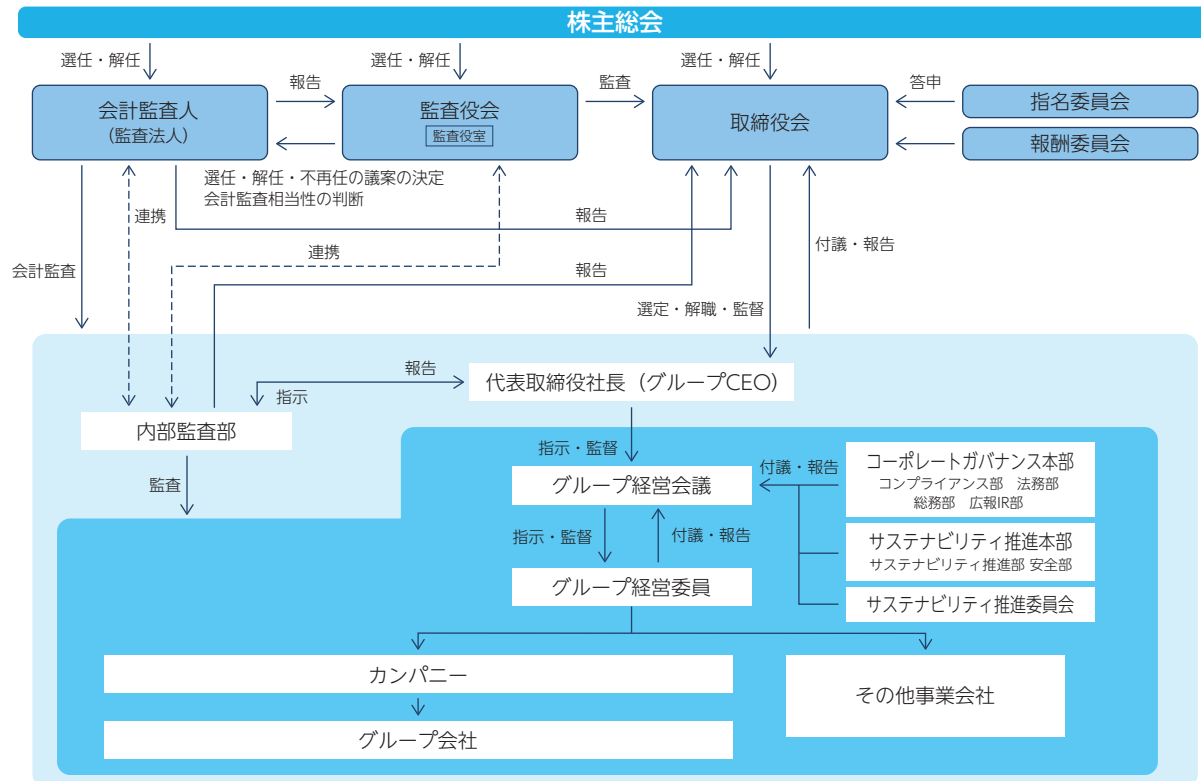 株主総会
選任・解任
選任・解任
選任・解任
会計監査人
(監査法人)
報告
監査役会
監査役室
監査
取締役会
答申
指名委員会
報酬委員会
選任・解任・不再任の議案の決定
会計監査相当性の判断
連携
報告
連携
付議・報告
会計監査
報告
選定・解職・監督
報告
代表取締役社長（グループCEO）
指示
内部監査部
指示・監督
監査
グループ経営会議
付議・報告
コーポレートガバナンス本部
コンプライアンス部　法務部
総務部　広報IR部
指示・監督
付議・報告
サステナビリティ推進本部
サステナビリティ推進部 安全部
グループ経営委員
サステナビリティ推進委員会
カンパニー
その他事業会社
グループ会社